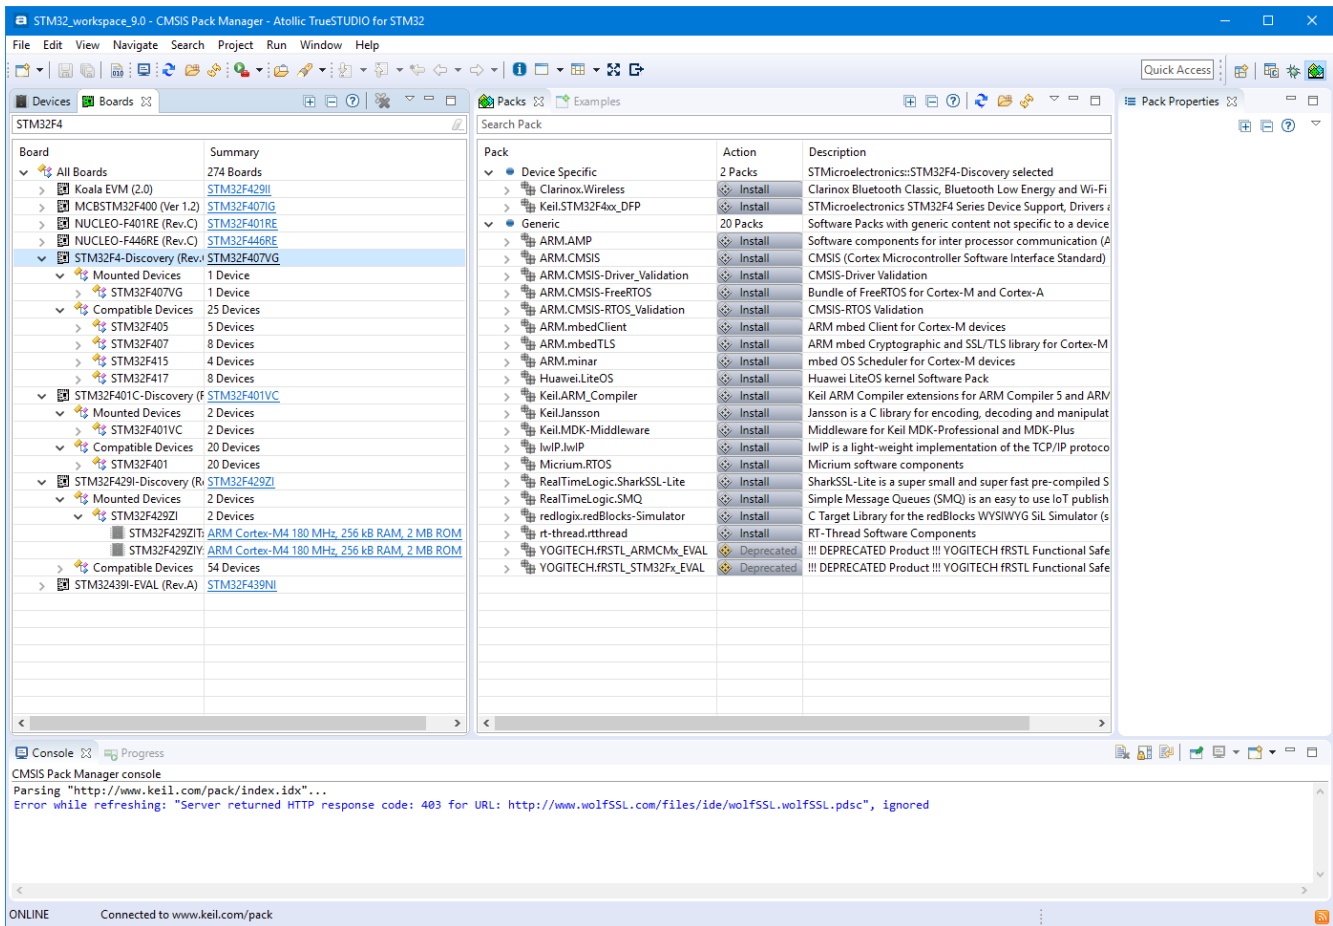 STM32_workspace_9.0 - CMSIS Pack Manager - Atollic TrueSTUDIO for STM32
File Edit View Navigate Search Project Run Window Help
Quick Access
Devices Boards
STM32F4
Board Summary
All Boards 274 Boards
Koala EVM (2.0) STM32F429II
MCBSTM32F400 (Ver 1.2) STM32F407IG
NUCLEO-F401RE (Rev.C) STM32F401RE
NUCLEO-F446RE (Rev.C) STM32F446RE
STM32F4-Discovery (Rev.( STM32F407VG
Mounted Devices 1 Device
STM32F407VG 1 Device
Compatible Devices 25 Devices
STM32F405 5 Devices
STM32F407 8 Devices
STM32F415 4 Devices
STM32F417 8 Devices
STM32F401C-Discovery (F STM32F401VC
Mounted Devices 2 Devices
STM32F401VC 2 Devices
Compatible Devices 20 Devices
STM32F401 20 Devices
STM32F429I-Discovery (R STM32F429ZI
Mounted Devices 2 Devices
STM32F429ZI 2 Devices
STM32F429ZIT: ARM Cortex-M4 180 MHz, 256 kB RAM, 2 MB ROM
STM32F429ZIY: ARM Cortex-M4 180 MHz, 256 kB RAM, 2 MB ROM
Compatible Devices 54 Devices
STM32439I-EVAL (Rev.A) STM32F439NI
Packs Examples
Search Pack
Pack Action Description
Device Specific 2 Packs STMicroelectronics::STM32F4-Discovery selected
Clarinox.Wireless Install Clarinox Bluetooth Classic, Bluetooth Low Energy and Wi-Fi
Keil.STM32F4xx_DFP Install STMicroelectronics STM32F4 Series Device Support, Drivers a
Generic 20 Packs Software Packs with generic content not specific to a device
ARM.AMP Install Software components for inter processor communication (A
ARM.CMSIS Install CMSIS (Cortex Microcontroller Software Interface Standard)
ARM.CMSIS-Driver_Validation Install CMSIS-Driver Validation
ARM.CMSIS-FreeRTOS Install Bundle of FreeRTOS for Cortex-M and Cortex-A
ARM.CMSIS-RTOS_Validation Install CMSIS-RTOS Validation
ARM.mbedClient Install ARM mbed Client for Cortex-M devices
ARM.mbedTLS Install ARM mbed Cryptographic and SSL/TLS library for Cortex-M
ARM.minar Install mbed OS Scheduler for Cortex-M devices
Huawei.LiteOS Install Huawei LiteOS kernel Software Pack
Keil.ARM_Compiler Install Keil ARM Compiler extensions for ARM Compiler 5 and ARM
Keil.Jansson Install Jansson is a C library for encoding, decoding and manipulat
Keil.MDK-Middleware Install Middleware for Keil MDK-Professional and MDK-Plus
lwIP.lwIP Install lwIP is a light-weight implementation of the TCP/IP protoco
Micrium.RTOS Install Micrium software components
RealTimeLogic.SharkSSL-Lite Install SharkSSL-Lite is a super small and super fast pre-compiled S
RealTimeLogic.SMQ Install Simple Message Queues (SMQ) is an easy to use IoT publish
redlogix.redBlocks-Simulator Install C Target Library for the redBlocks WYSIWYG SiL Simulator (s
rt-thread.rtthread Install RT-Thread Software Components
YOGITECH.fRSTL_ARMCMx_EVAL Deprecated !!! DEPRECATED Product !!! YOGITECH fRSTL Functional Safe
YOGITECH.fRSTL_STM32Fx_EVAL Deprecated !!! DEPRECATED Product !!! YOGITECH fRSTL Functional Safe
Pack Properties
Console Progress
CMSIS Pack Manager console
Parsing "http://www.keil.com/pack/index.idx"...
Error while refreshing: "Server returned HTTP response code: 403 for URL: http://www.wolfSSL.com/files/ide/wolfSSL.wolfSSL.pdsc", ignored
ONLINE Connected to www.keil.com/pack